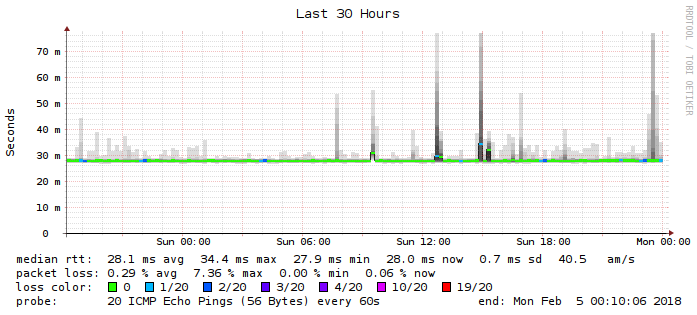 Last 30 Hours
RRDTOOL / TOBI OETIKER
Seconds
70 m
60 m
50 m
40 m
30 m
20 m
10 m
0
Sun 00:00 Sun 06:00 Sun 12:00 Sun 18:00 Mon 00:00
median rtt: 28.1 ms avg 34.4 ms max 27.9 ms min 28.0 ms now 0.7 ms sd 40.5 am/s
packet loss: 0.29 % avg 7.36 % max 0.00 % min 0.06 % now
loss color: 0 1/20 2/20 3/20 4/20 10/20 19/20
probe: 20 ICMP Echo Pings (56 Bytes) every 60s end: Mon Feb 5 00:10:06 2018